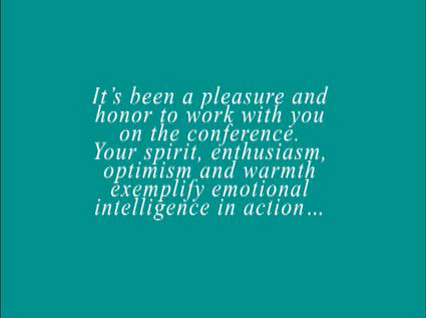 It's been a pleasure and
honor to work with you
on the conference.
Your spirit, enthusiasm,
optimism and warmth
exemplify emotional
intelligence in action...